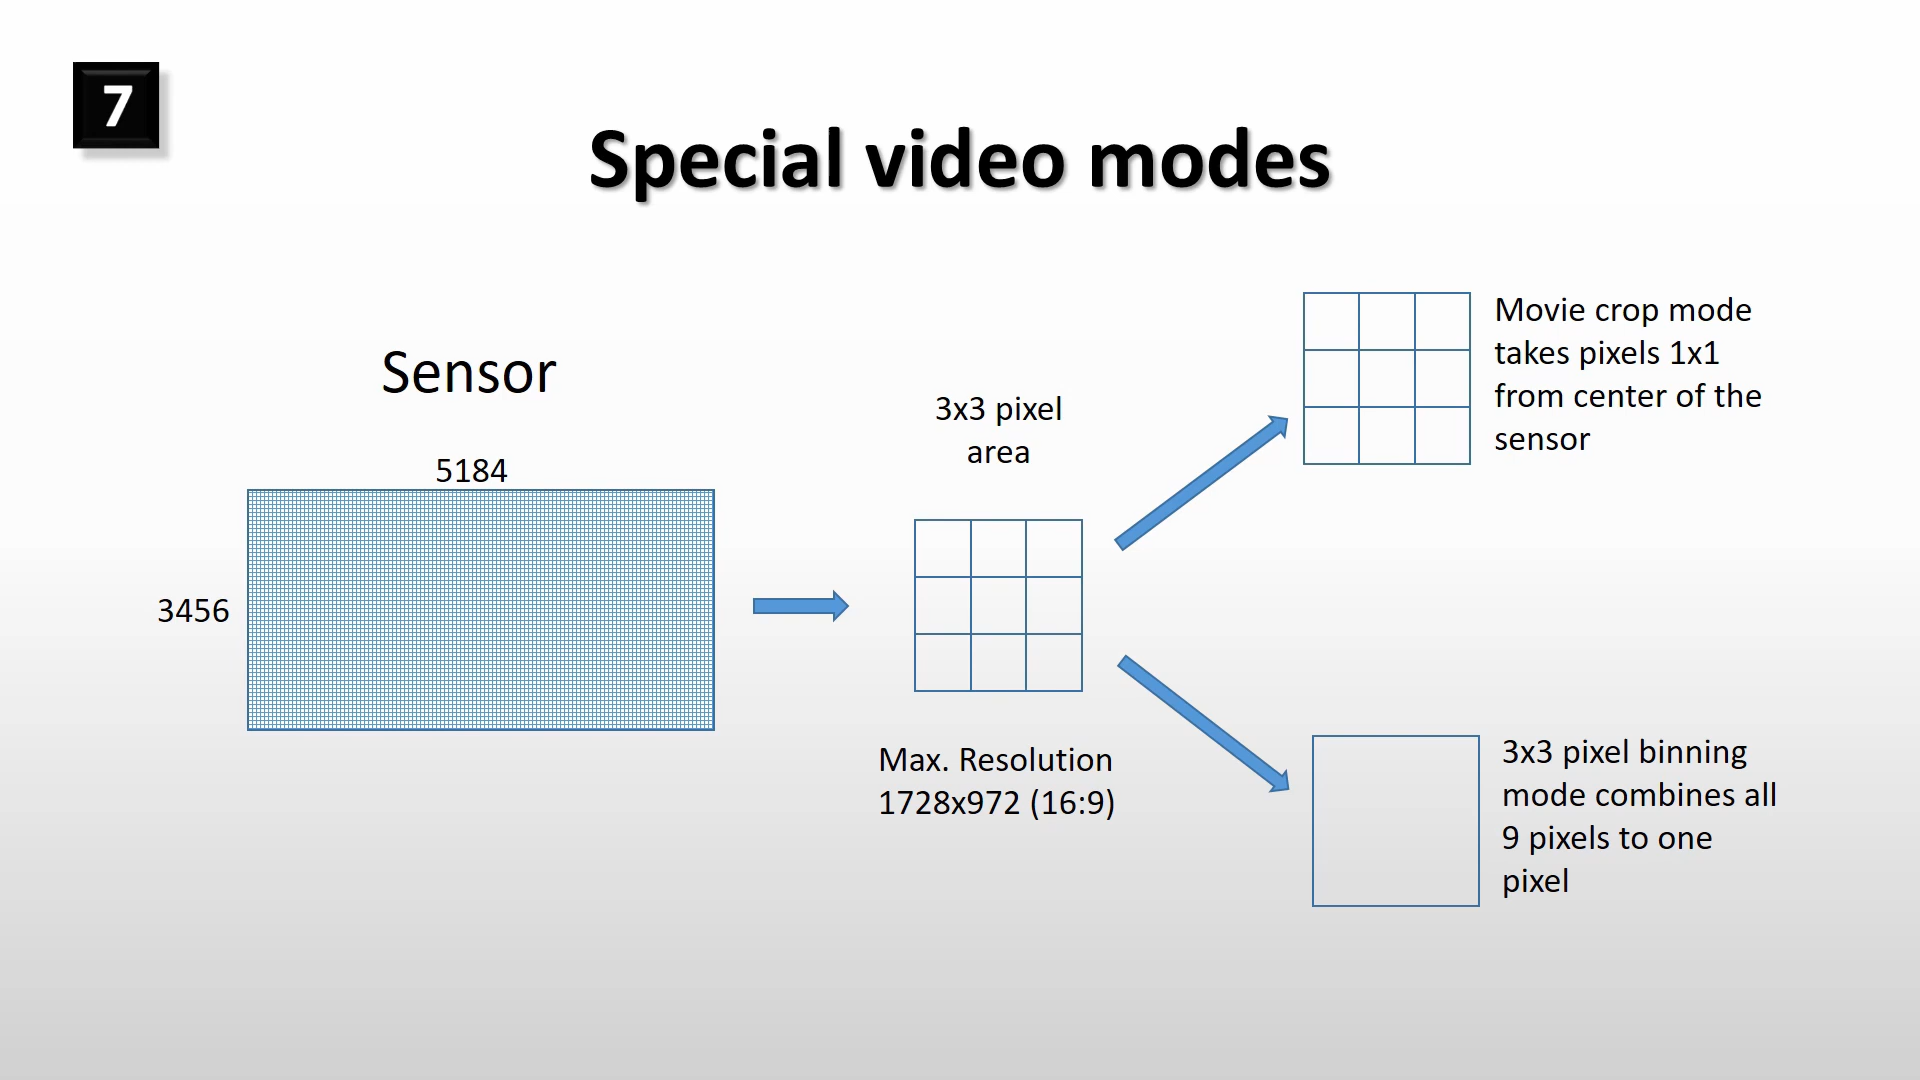 7
Special video modes
Sensor
5184
3456
3x3 pixel
area
Max. Resolution
1728x972 (16:9)
Movie crop mode
takes pixels 1x1
from center of the
sensor
3x3 pixel binning
mode combines all
9 pixels to one
pixel